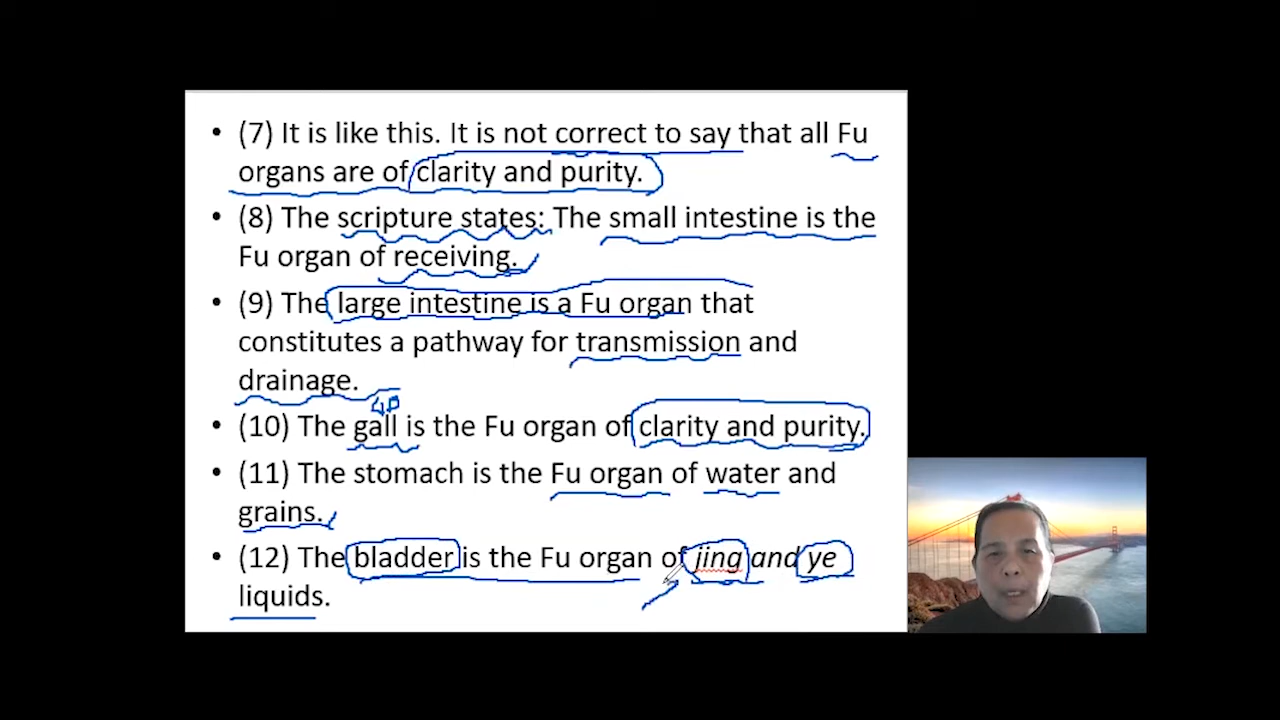 • (7) It is like this. It is not correct to say that all Fu
organs are of clarity and purity.
• (8) The scripture states: The small intestine is the
Fu organ of receiving.
• (9) The large intestine is a Fu organ that
constitutes a pathway for transmission and
drainage.
• (10) The gall is the Fu organ of clarity and purity.
• (11) The stomach is the Fu organ of water and
grains.
• (12) The bladder is the Fu organ of jing and ye
liquids.